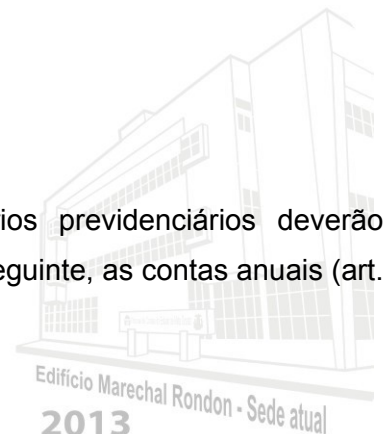 ios previdenciários deverão
eguinte, as contas anuais (art.
Edifício Marechal Rondon - Sede atual
2013